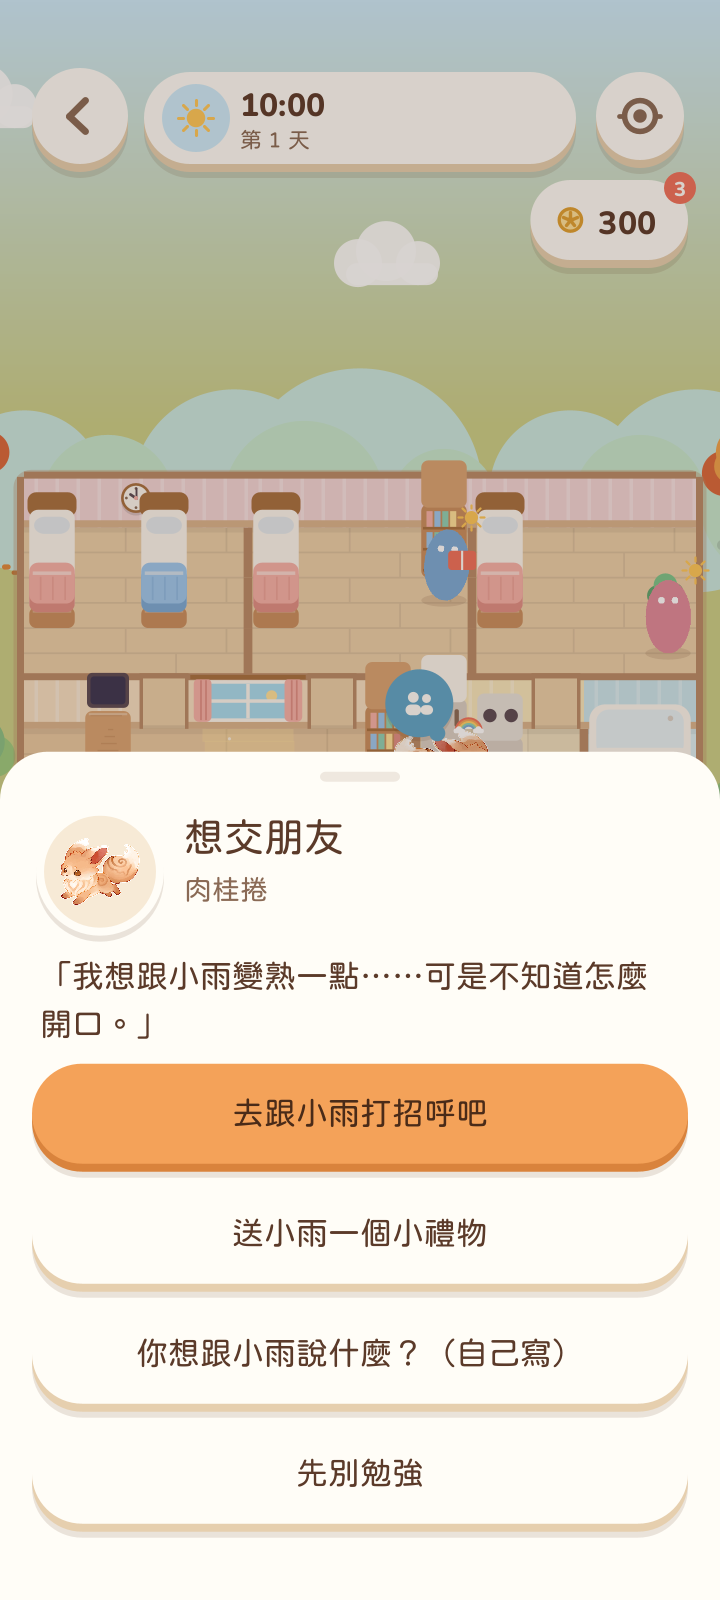 10:00
第 1 天
3
300
想交朋友
肉桂捲
「我想跟小雨變熟一點……可是不知道怎麼
開口。」
去跟小雨打招呼吧
送小雨一個小禮物
你想跟小雨說什麼？（自己寫）
先別勉強